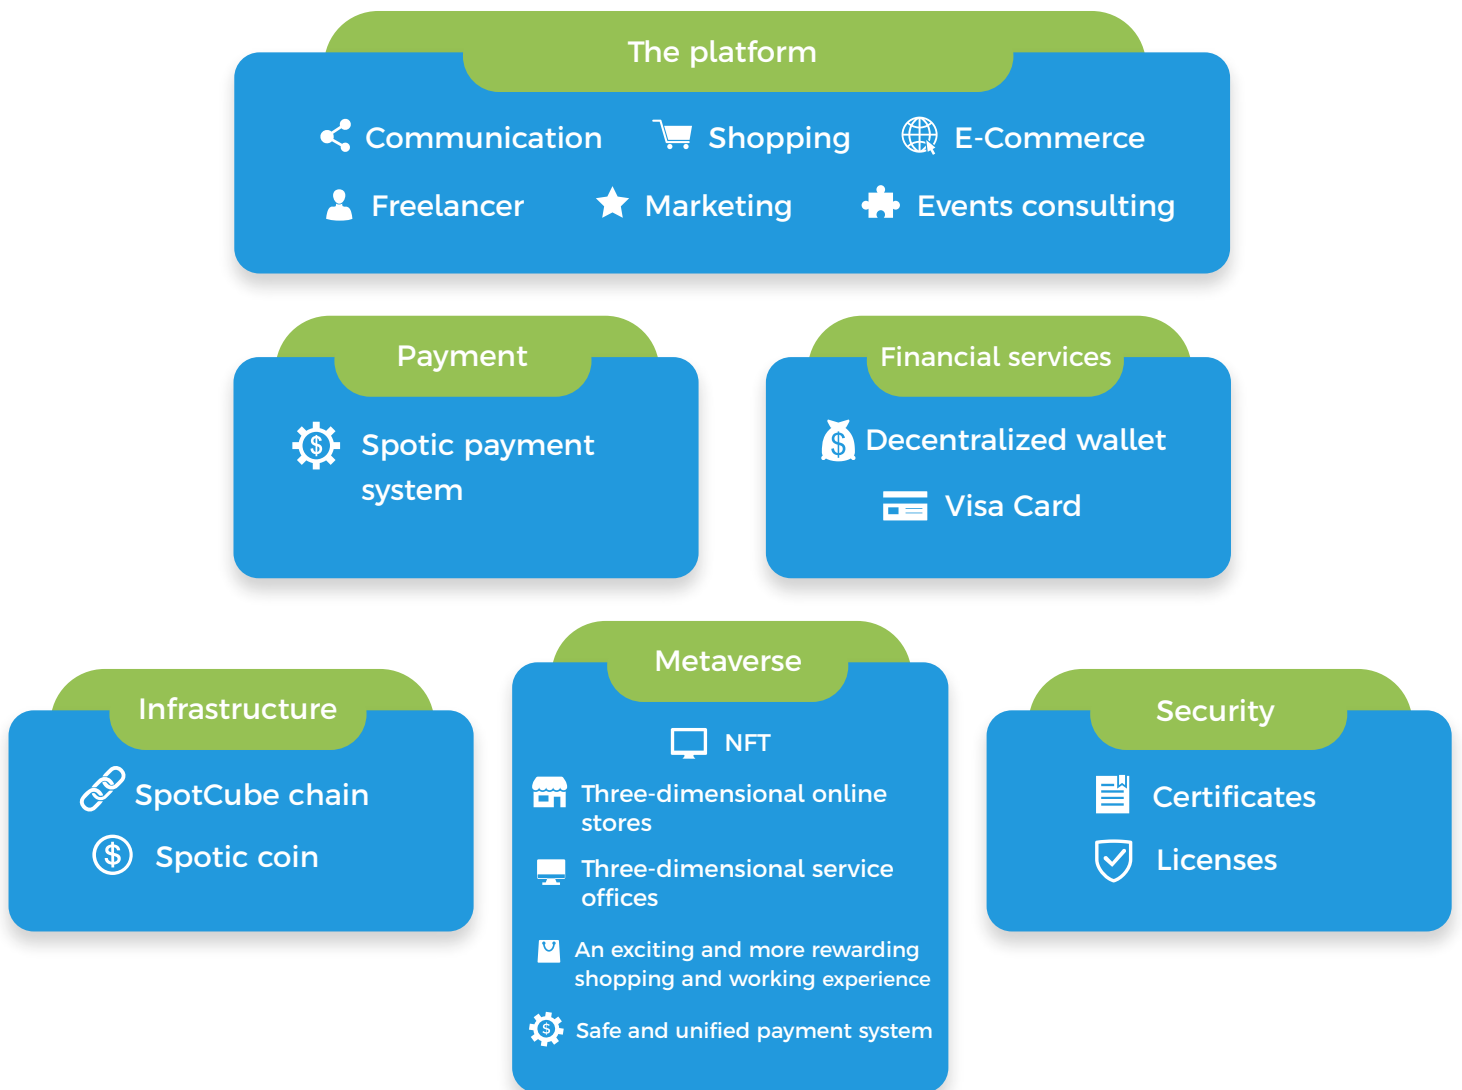 The platform
Communication
Shopping
E-Commerce
Freelancer
Marketing
Events consulting
Payment
Spotic payment
system
Financial services
Decentralized wallet
Visa Card
Infrastructure
SpotCube chain
Spotic coin
Metaverse
NFT
Three-dimensional online
stores
Three-dimensional service
offices
An exciting and more rewarding
shopping and working experience
Safe and unified payment system
Security
Certificates
Licenses